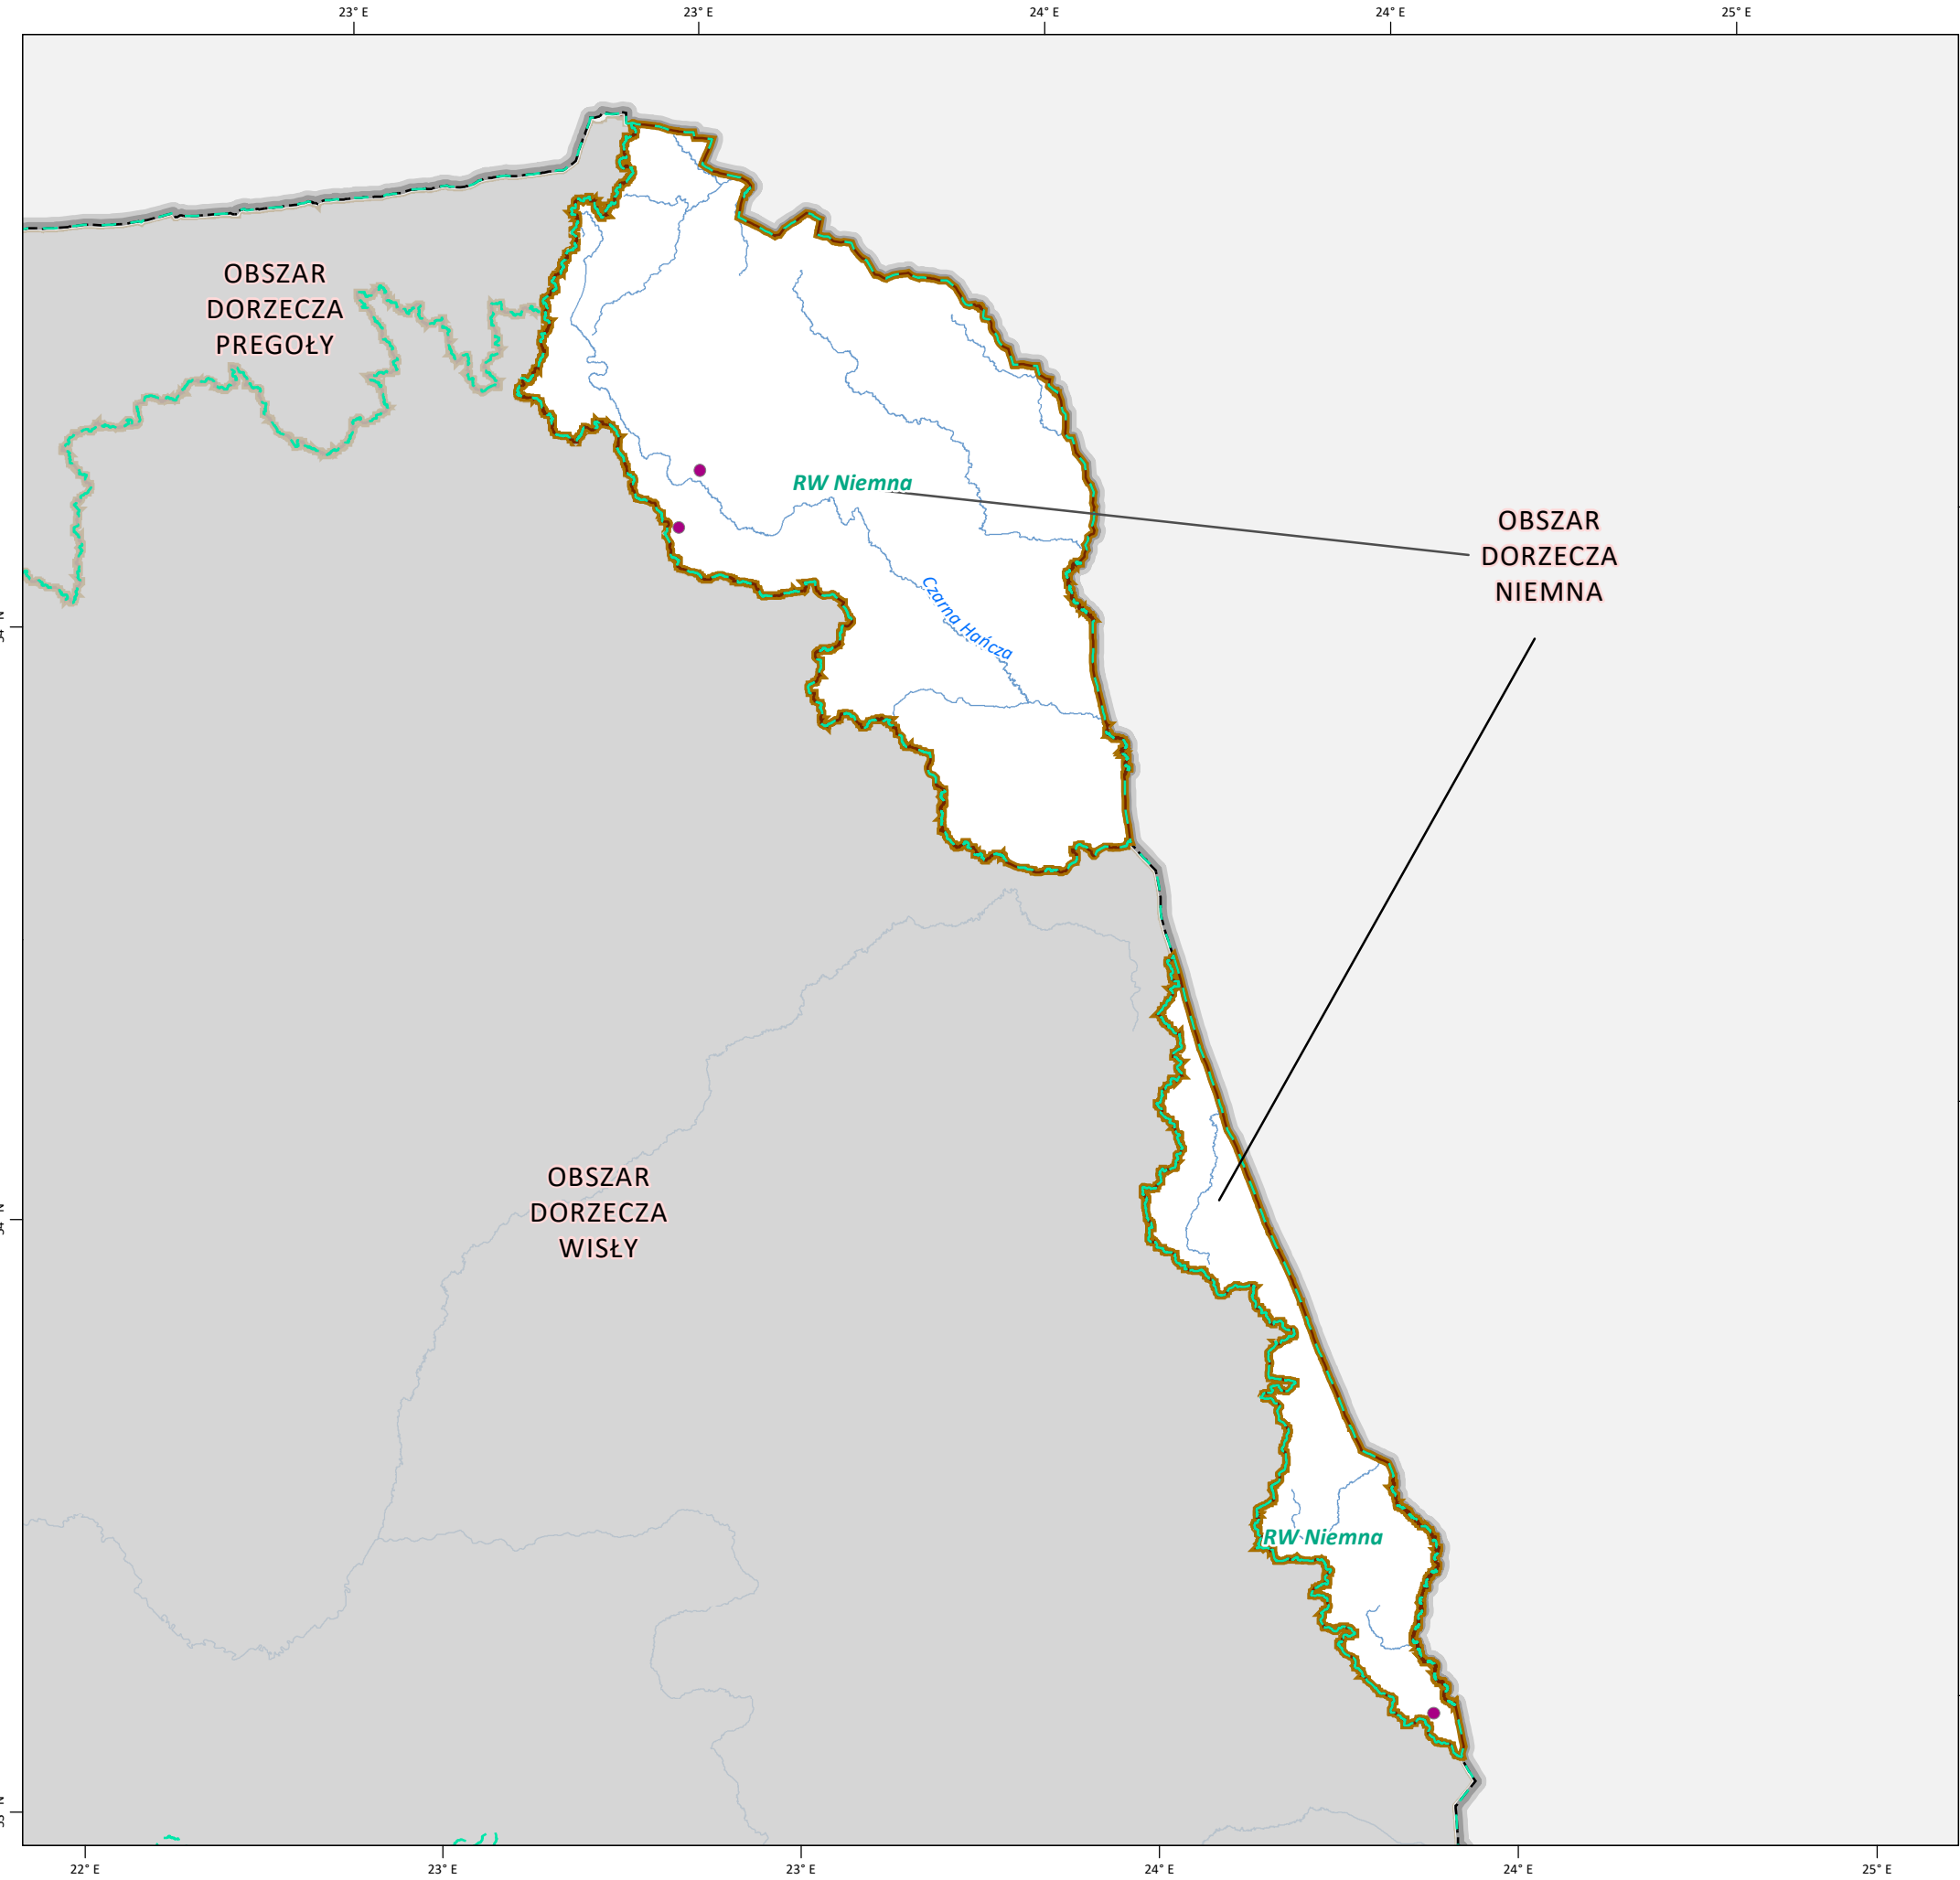 23° E
23° E
24° E
24° E
25° E
OBSZAR
DORZECZA
PREGOŁY
RW Niemna
OBSZAR
DORZECZA
NIEMNA
Czarna Hańcza
OBSZAR
DORZECZA
WISŁY
RW Niemna
22° E
23° E
23° E
24° E
24° E
25° E